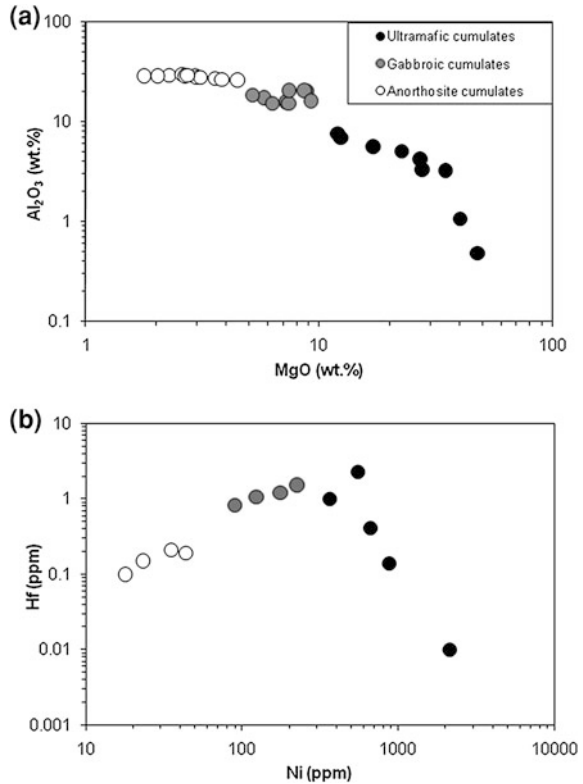 (a)
100
10
1
0.1
Al2O3 (wt.%)
Ultramafic cumulates
Gabbroic cumulates
Anorthosite cumulates
1
10
100
MgO (wt.%)
(b)
10
1
0.1
0.01
0.001
Hf (ppm)
10
100
1000
10000
Ni (ppm)